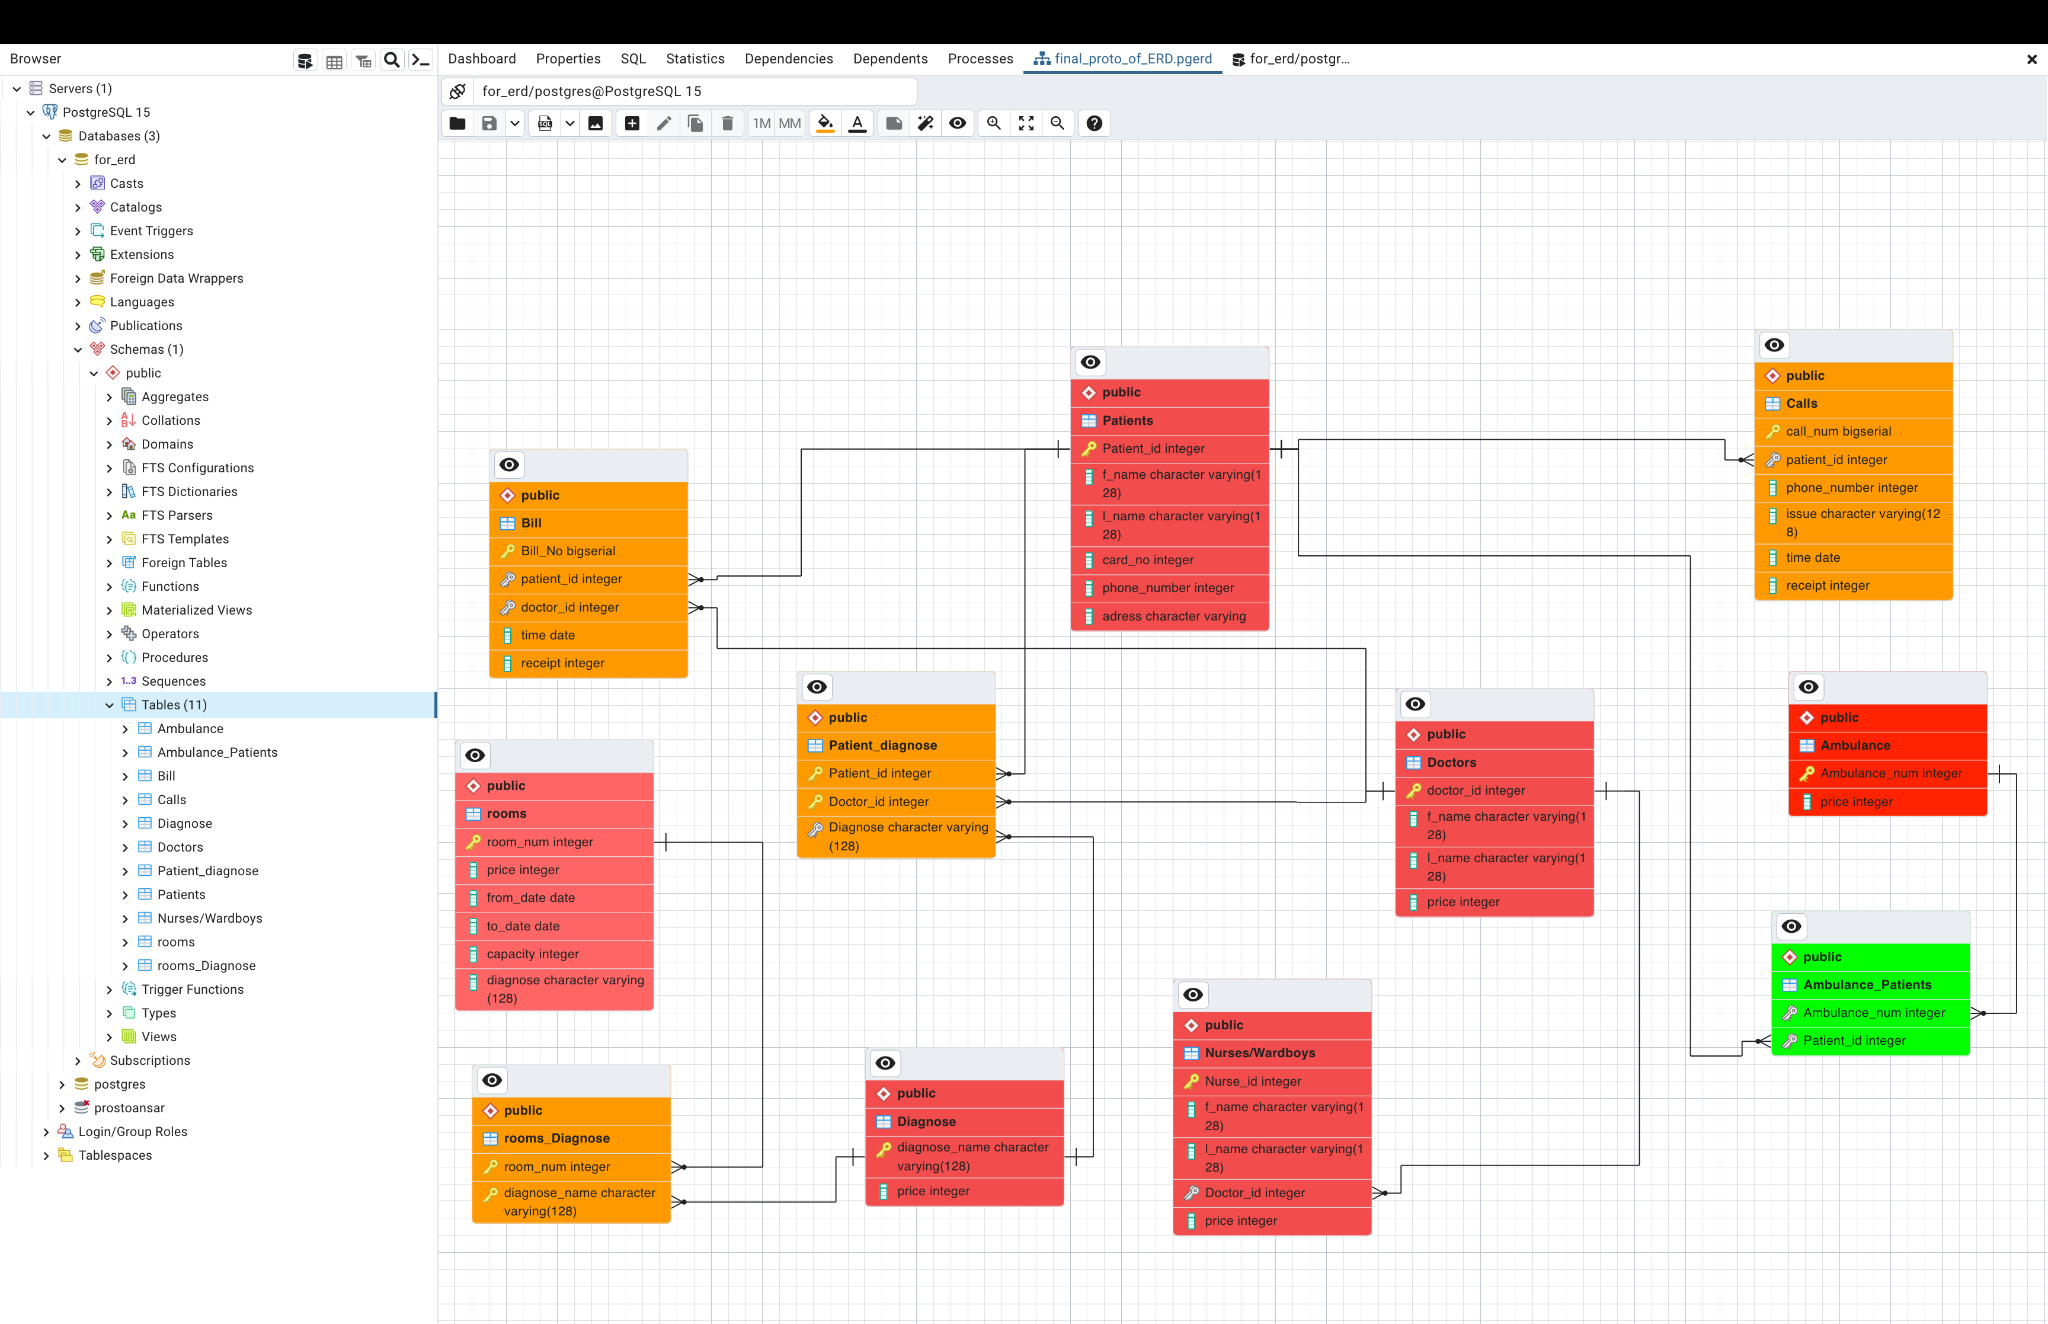 Browser
Servers (1)
PostgreSQL 15
Databases (3)
for_erd
Casts
Catalogs
Event Triggers
Extensions
Foreign Data Wrappers
Languages
Publications
Schemas (1)
public
Aggregates
Collations
Domains
FTS Configurations
FTS Dictionaries
Aa FTS Parsers
FTS Templates
Foreign Tables
Functions
Materialized Views
Operators
Procedures
1..3 Sequences
Tables (11)
Ambulance
Ambulance_Patients
Bill
Calls
Diagnose
Doctors
Patient_diagnose
Patients
Nurses/Wardboys
rooms
rooms_Diagnose
Trigger Functions
Types
Views
Subscriptions
postgres
prostoansar
Login/Group Roles
Tablespaces
Dashboard Properties SQL Statistics Dependencies Dependents Processes final_proto_of_ERD.pgerd for_erd/postgr...
for_erd/postgres@PostgreSQL 15
SQL 1M MM A
public
Bill
Bill_No bigserial
patient_id integer
doctor_id integer
time date
receipt integer
public
Patients
Patient_id integer
f_name character varying(1
28)
l_name character varying(1
28)
card_no integer
phone_number integer
adress character varying
public
Calls
call_num bigserial
patient_id integer
phone_number integer
issue character varying(12
8)
time date
receipt integer
public
rooms
room_num integer
price integer
from_date date
to_date date
capacity integer
diagnose character varying
(128)
public
Patient_diagnose
Patient_id integer
Doctor_id integer
Diagnose character varying
(128)
public
Doctors
doctor_id integer
f_name character varying(1
28)
l_name character varying(1
28)
price integer
public
Ambulance
Ambulance_num integer
price integer
public
Ambulance_Patients
Ambulance_num integer
Patient_id integer
public
rooms_Diagnose
room_num integer
diagnose_name character
varying(128)
public
Diagnose
diagnose_name character
varying(128)
price integer
public
Nurses/Wardboys
Nurse_id integer
f_name character varying(1
28)
l_name character varying(1
28)
Doctor_id integer
price integer